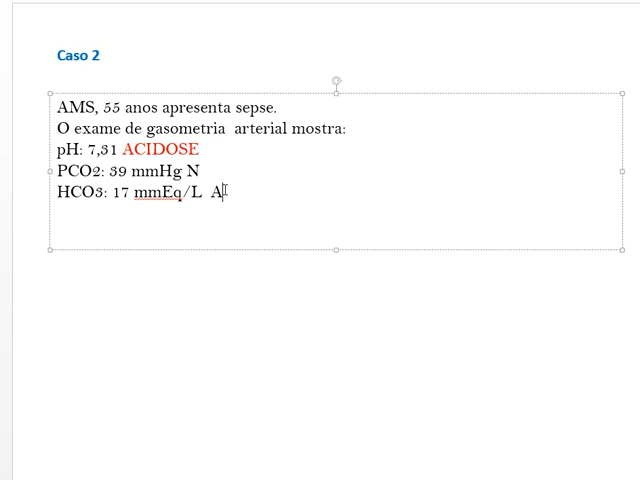 Caso 2
AMS, 55 anos apresenta sepse.
O exame de gasometria  arterial mostra:
pH: 7,31 ACIDOSE
PCO2: 39 mmHg N
HCO3: 17 mmEq/L  A